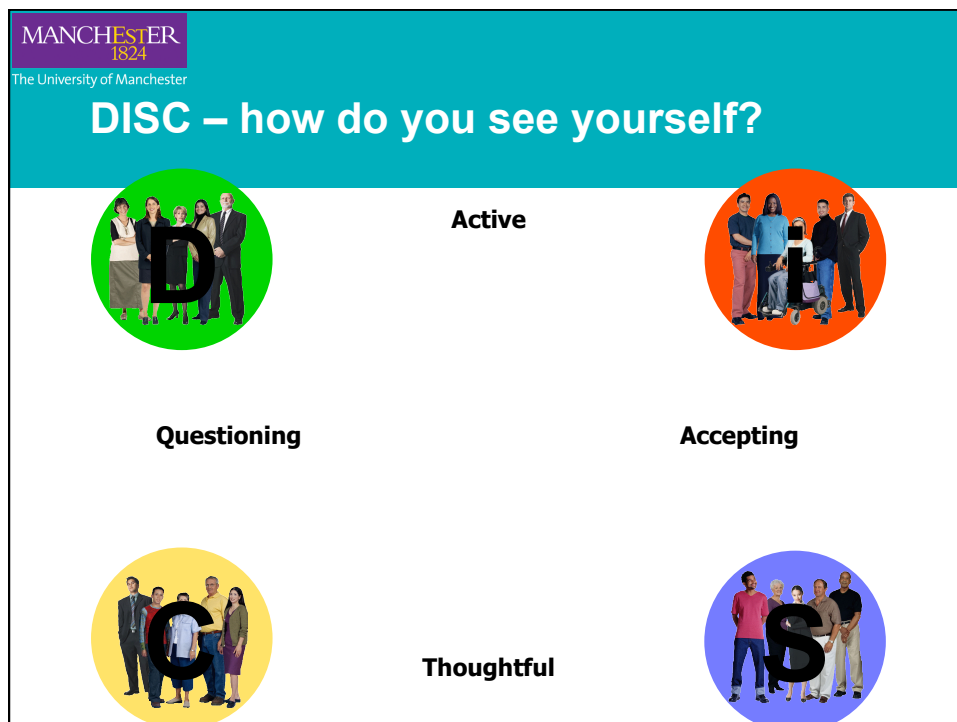 MANCHESTER
1824
The University of Manchester
DISC – how do you see yourself?
D
Active
i
Questioning
Accepting
C
Thoughtful
S